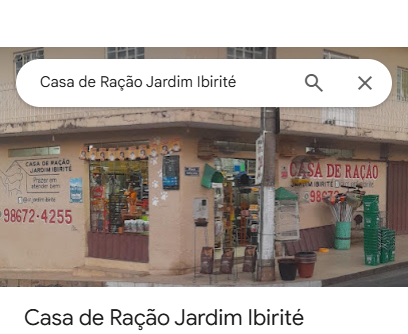 Casa de Ração Jardim Ibirité
CASA DE RAÇÃO
JARDIM IBIRITÉ
Prazer em
atender bem
98672-4255
CASA DE RAÇÃO
JARDIM IBIRITÉ
Casa de Ração Jardim Ibirité